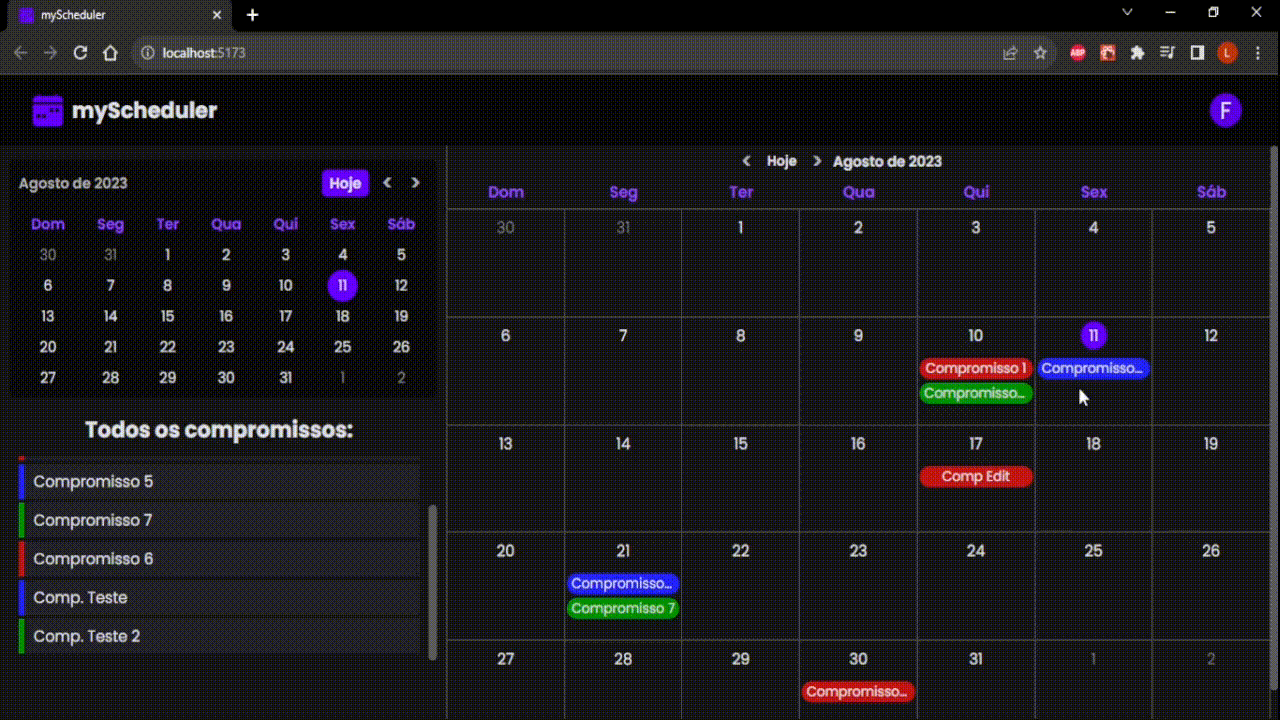 myScheduler
localhost:5173
ABP
L
myScheduler
F
Agosto de 2023
Hoje
Dom Seg Ter Qua Qui Sex Sáb
30 31 1 2 3 4 5
6 7 8 9 10 11 12
13 14 15 16 17 18 19
20 21 22 23 24 25 26
27 28 29 30 31 1 2
Todos os compromissos:
Compromisso 5
Compromisso 7
Compromisso 6
Comp. Teste
Comp. Teste 2
Hoje Agosto de 2023
Dom Seg Ter Qua Qui Sex Sáb
30 31 1 2 3 4 5
6 7 8 9 10 11 12
Compromisso 1 Compromisso...
Compromisso...
13 14 15 16 17 18 19
Comp Edit
20 21 22 23 24 25 26
Compromisso...
Compromisso 7
27 28 29 30 31 1 2
Compromisso...